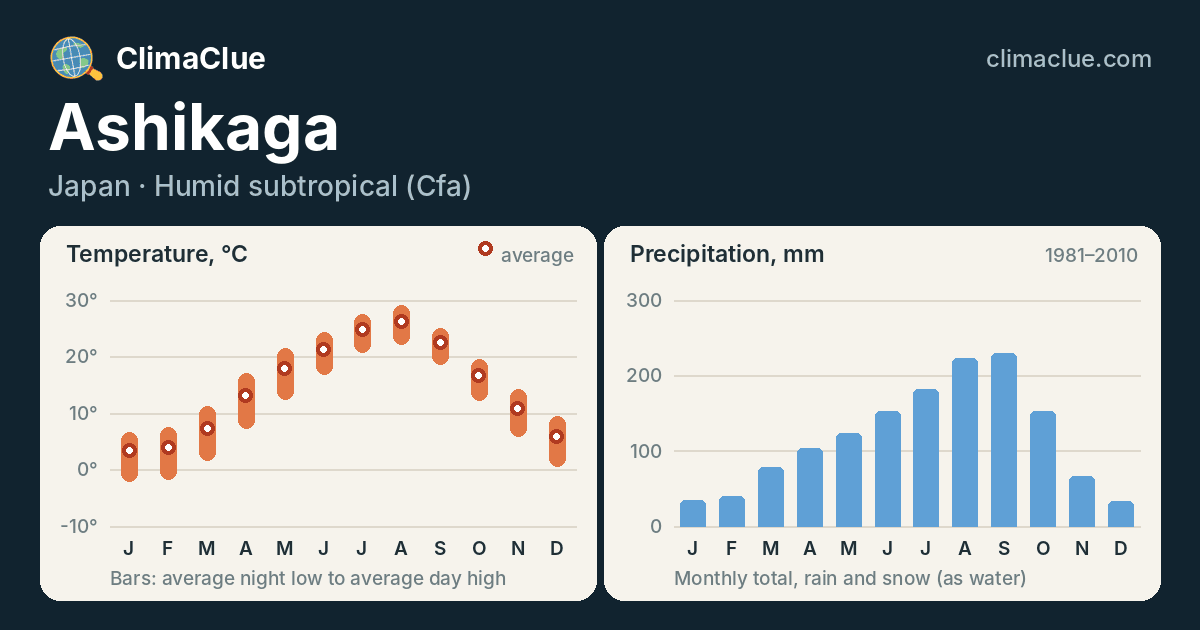 ClimaClue
climaclue.com
Ashikaga
Japan · Humid subtropical (Cfa)
Temperature, °C
average
30°
20°
10°
0°
-10°
J F M A M J J A S O N D
Bars: average night low to average day high
Precipitation, mm
1981–2010
300
200
100
0
J F M A M J J A S O N D
Monthly total, rain and snow (as water)